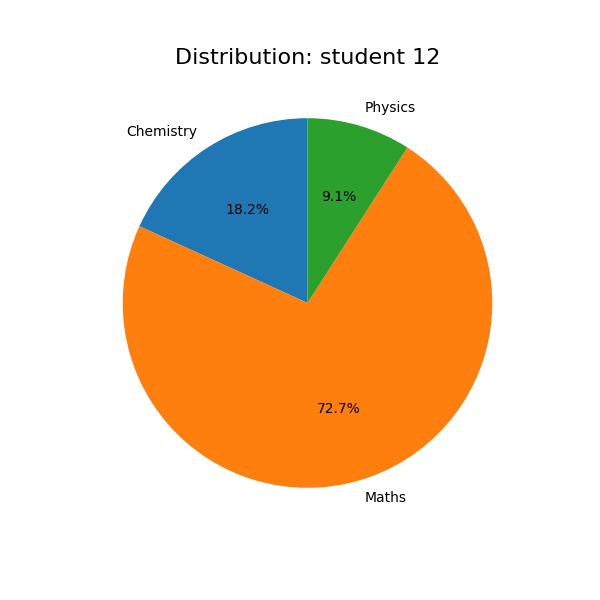 Distribution: student 12
Physics
Chemistry
9.1%
18.2%
72.7%
Maths